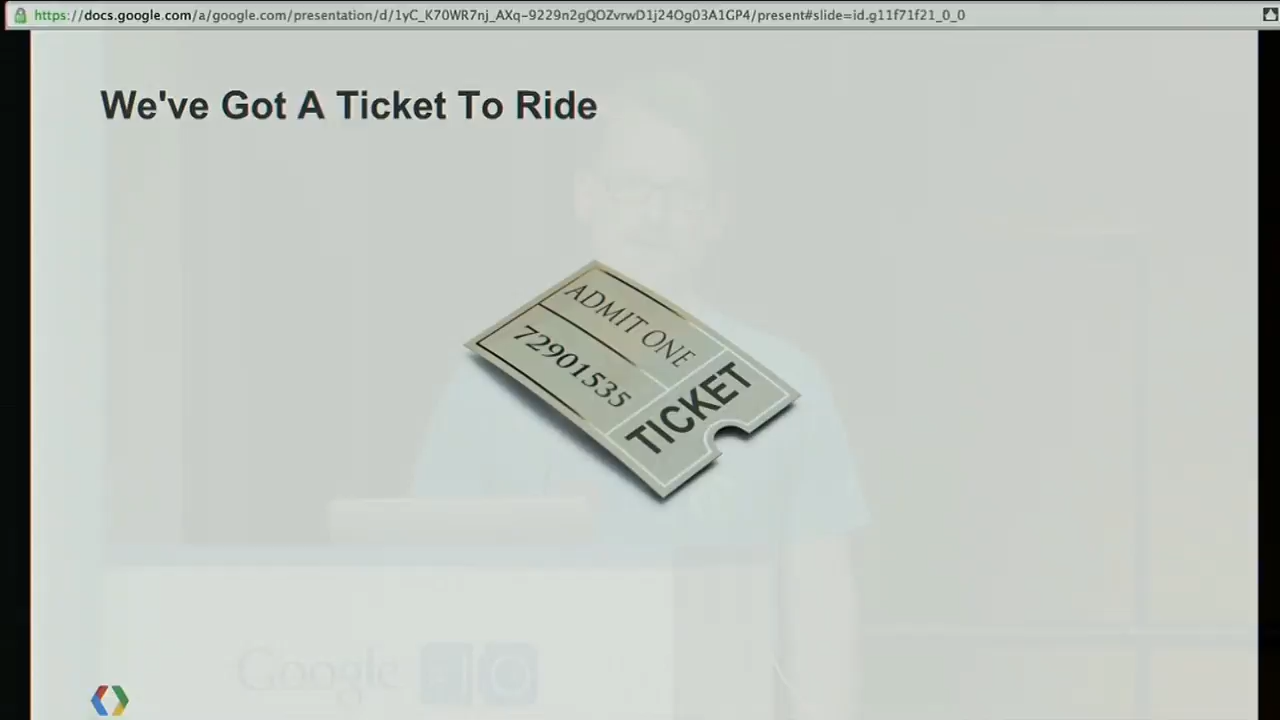 https://docs.google.com/a/google.com/presentation/d/1yC_K70WR7nj_AXq-9229n2gQOZvrwD1j24Og03A1GP4/present#slide=id.g11f71f21_0_0
We've Got A Ticket To Ride
ADMIT ONE
72901535
TICKET
Google I/O